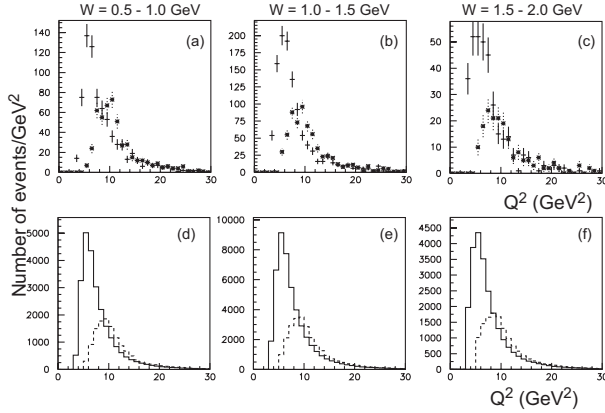 W = 0.5 - 1.0 GeV
W = 1.0 - 1.5 GeV
W = 1.5 - 2.0 GeV
Number of events/GeV²
(a)
140
120
100
80
60
40
20
0
0 10 20 30
(b)
225
200
175
150
125
100
75
50
25
0
0 10 20 30
(c)
50
40
30
20
10
0
0 10 20 30
Q² (GeV²)
(d)
5000
4000
3000
2000
1000
0
0 10 20 30
(e)
10000
8000
6000
4000
2000
0
0 10 20 30
(f)
4500
4000
3500
3000
2500
2000
1500
1000
500
0
0 10 20 30
Q² (GeV²)